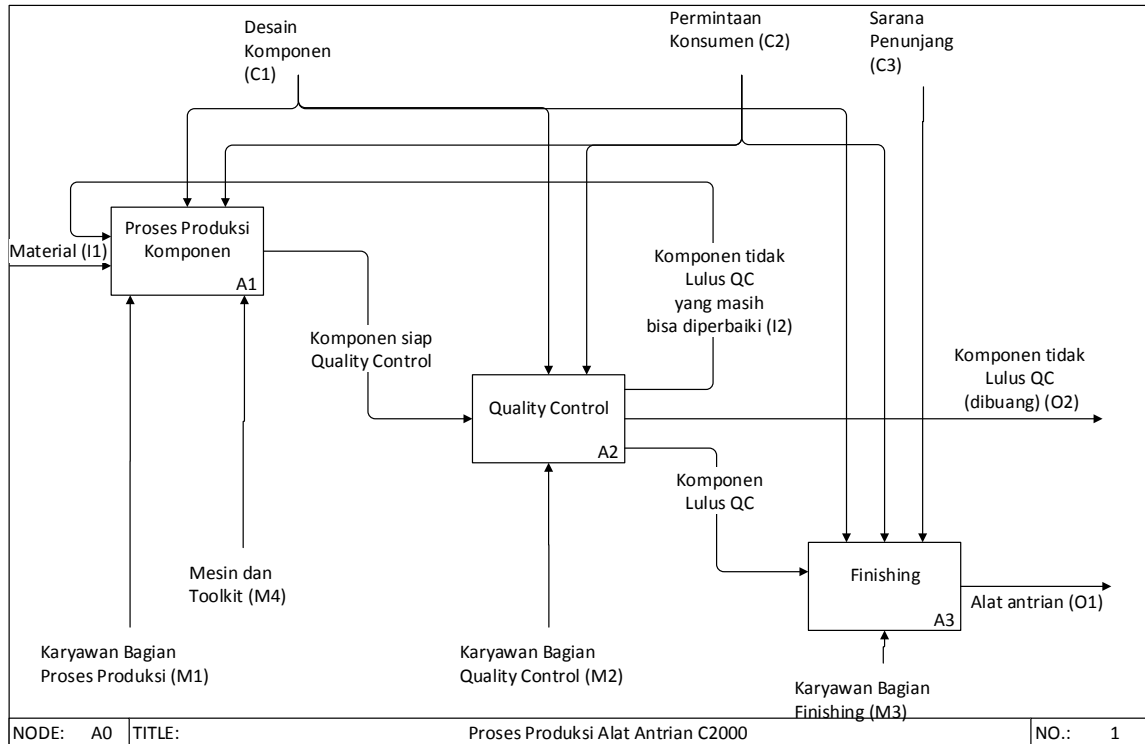 Desain
Komponen
(C1)
Permintaan
Konsumen (C2)
Sarana
Penunjang
(C3)
Proses Produksi
Komponen
A1
Material (I1)
Komponen tidak
Lulus QC
yang masih
bisa diperbaiki (I2)
Komponen siap
Quality Control
Komponen tidak
Lulus QC
(dibuang) (O2)
Quality Control
A2
Komponen
Lulus QC
Mesin dan
Toolkit (M4)
Finishing
A3
Alat antrian (O1)
Karyawan Bagian
Proses Produksi (M1)
Karyawan Bagian
Quality Control (M2)
Karyawan Bagian
Finishing (M3)
NODE: A0 TITLE: Proses Produksi Alat Antrian C2000 NO.: 1